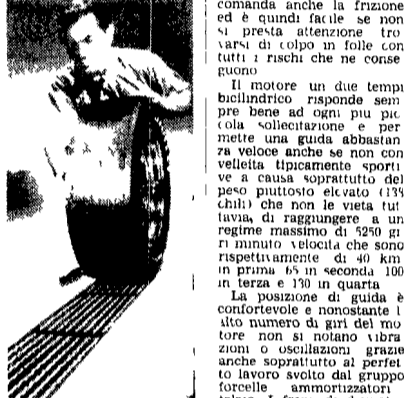 comanda anche la frizione
ed è quindi facile se non
si presta attenzione tro
varsi di colpo in folle con
tutti i rischi che ne conse
guono
Il motore un due tempi
bicilindrico risponde sem
pre bene ad ogni piu pic
cola sollecitazione e per
mette una guida abbastan
za veloce anche se non con
velleita tipicamente sporti
ve a causa soprattutto del
peso piuttosto elevato (139
chili) che non le vieta tut
tavia, di raggiungere a un
regime massimo di 5250 gi
ri minuto velocita che sono
rispettivamente di 40 km
in prima 65 in seconda 100
in terza e 130 in quarta
La posizione di guida è
confortevole e nonostante l
alto numero di giri del mo
tore non si notano vibra
zioni o oscillazioni grazie
anche soprattutto al perfet
to lavoro svolto dal gruppo
forcelle ammortizzatori